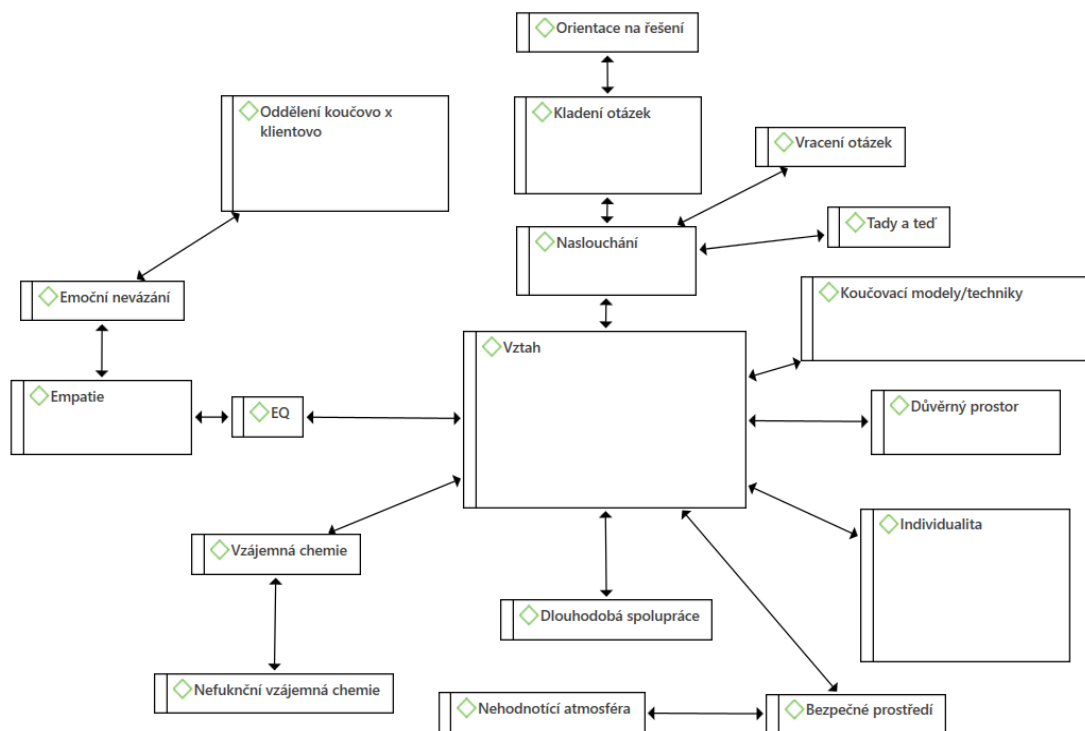 Orientace na řešení
Oddělení koučovo x
klientovo
Kladení otázek
Vracení otázek
Tady a teď
Naslouchání
Emoční nevázání
Koučovací modely/techniky
Vztah
Empatie
EQ
Důvěrný prostor
Individualita
Vzájemná chemie
Dlouhodobá spolupráce
Nefuknční vzájemná chemie
Nehodnotící atmosféra
Bezpečné prostředí